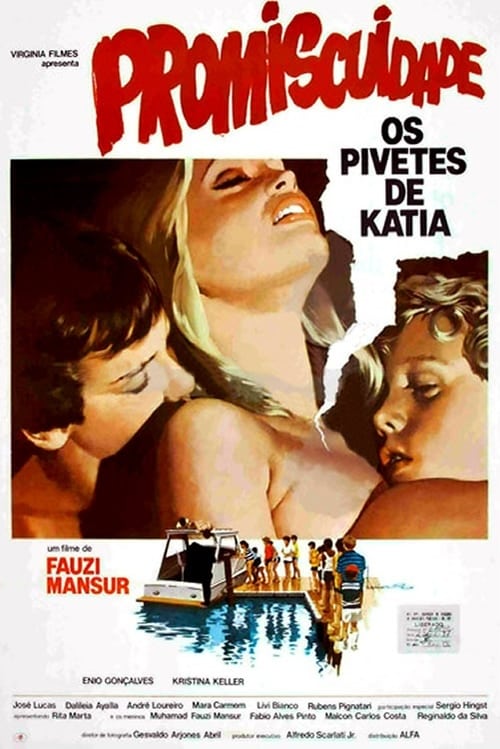 VIRGINIA FILMES
apresenta
PROMISCUIDADE
OS
PIVETES
DE
KATIA
um filme de
FAUZI
MANSUR
LIBERADO
ENIO GONÇALVES KRISTINA KELLER
José Lucas Dalileia Ayalla André Loureiro Mara Carmom Livi Bianco Rubens Pignatari participação especial Sergio Hingst
apresentando Rita Marta e os meninos Muhamad Fauzi Mansur Fabio Alves Pinto Maicon Carlos Costa Reginaldo da Silva
diretor de fotografia Gesvaldo Arjones Abril produtor executivo Alfredo Scarlati Jr. distribuição ALFA